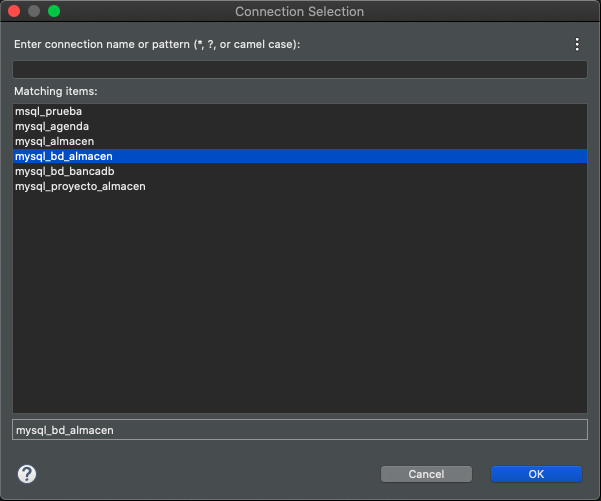 Connection Selection
Enter connection name or pattern (*, ?, or camel case):
Matching items:
msql_prueba
mysql_agenda
mysql_almacen
mysql_bd_almacen
mysql_bd_bancadb
mysql_proyecto_almacen
mysql_bd_almacen
?
Cancel
OK